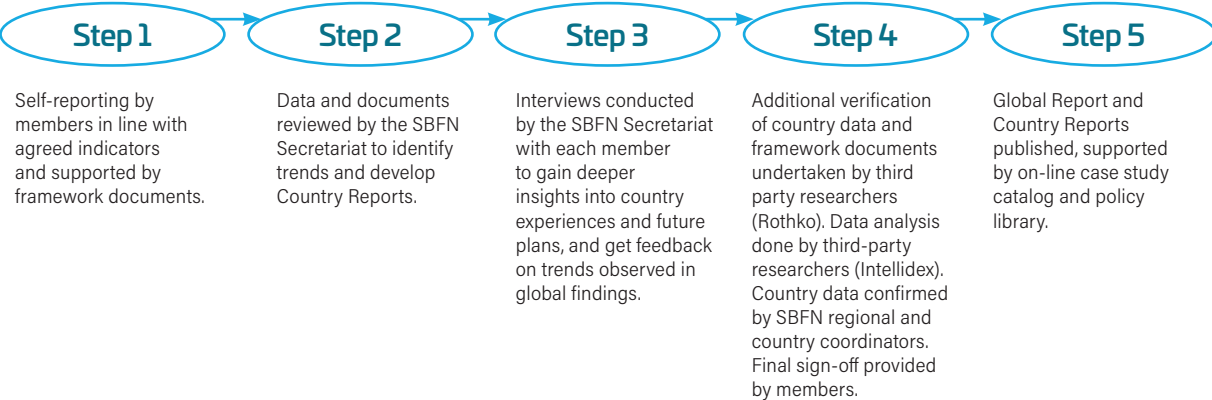 Step 1
Step 2
Step 3
Step 4
Step 5
Self-reporting by
members in line with
agreed indicators
and supported by
framework documents.
Data and documents
reviewed by the SBFN
Secretariat to identify
trends and develop
Country Reports.
Interviews conducted
by the SBFN Secretariat
with each member
to gain deeper
insights into country
experiences and future
plans, and get feedback
on trends observed in
global findings.
Additional verification
of country data and
framework documents
undertaken by third
party researchers
(Rothko). Data analysis
done by third-party
researchers (Intellidex).
Country data confirmed
by SBFN regional and
country coordinators.
Final sign-off provided
by members.
Global Report and
Country Reports
published, supported
by on-line case study
catalog and policy
library.